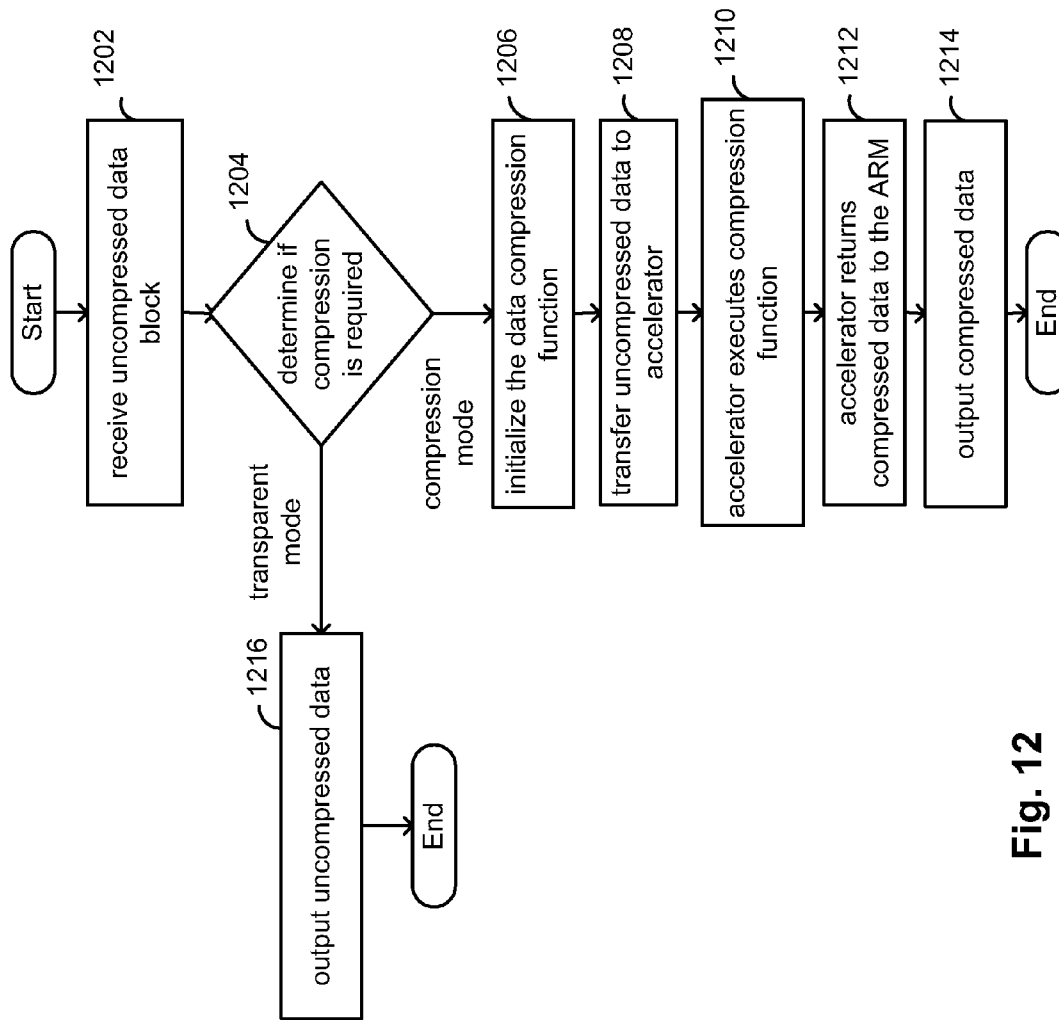 Start
receive uncompressed data
block
1202
determine if
compression
is required
1204
transparent
mode
compression
mode
output uncompressed data
1216
End
initialize the data compression
function
1206
transfer uncompressed data to
accelerator
1208
accelerator executes compression
function
1210
accelerator returns
compressed data to the ARM
1212
output compressed data
1214
End
Fig. 12